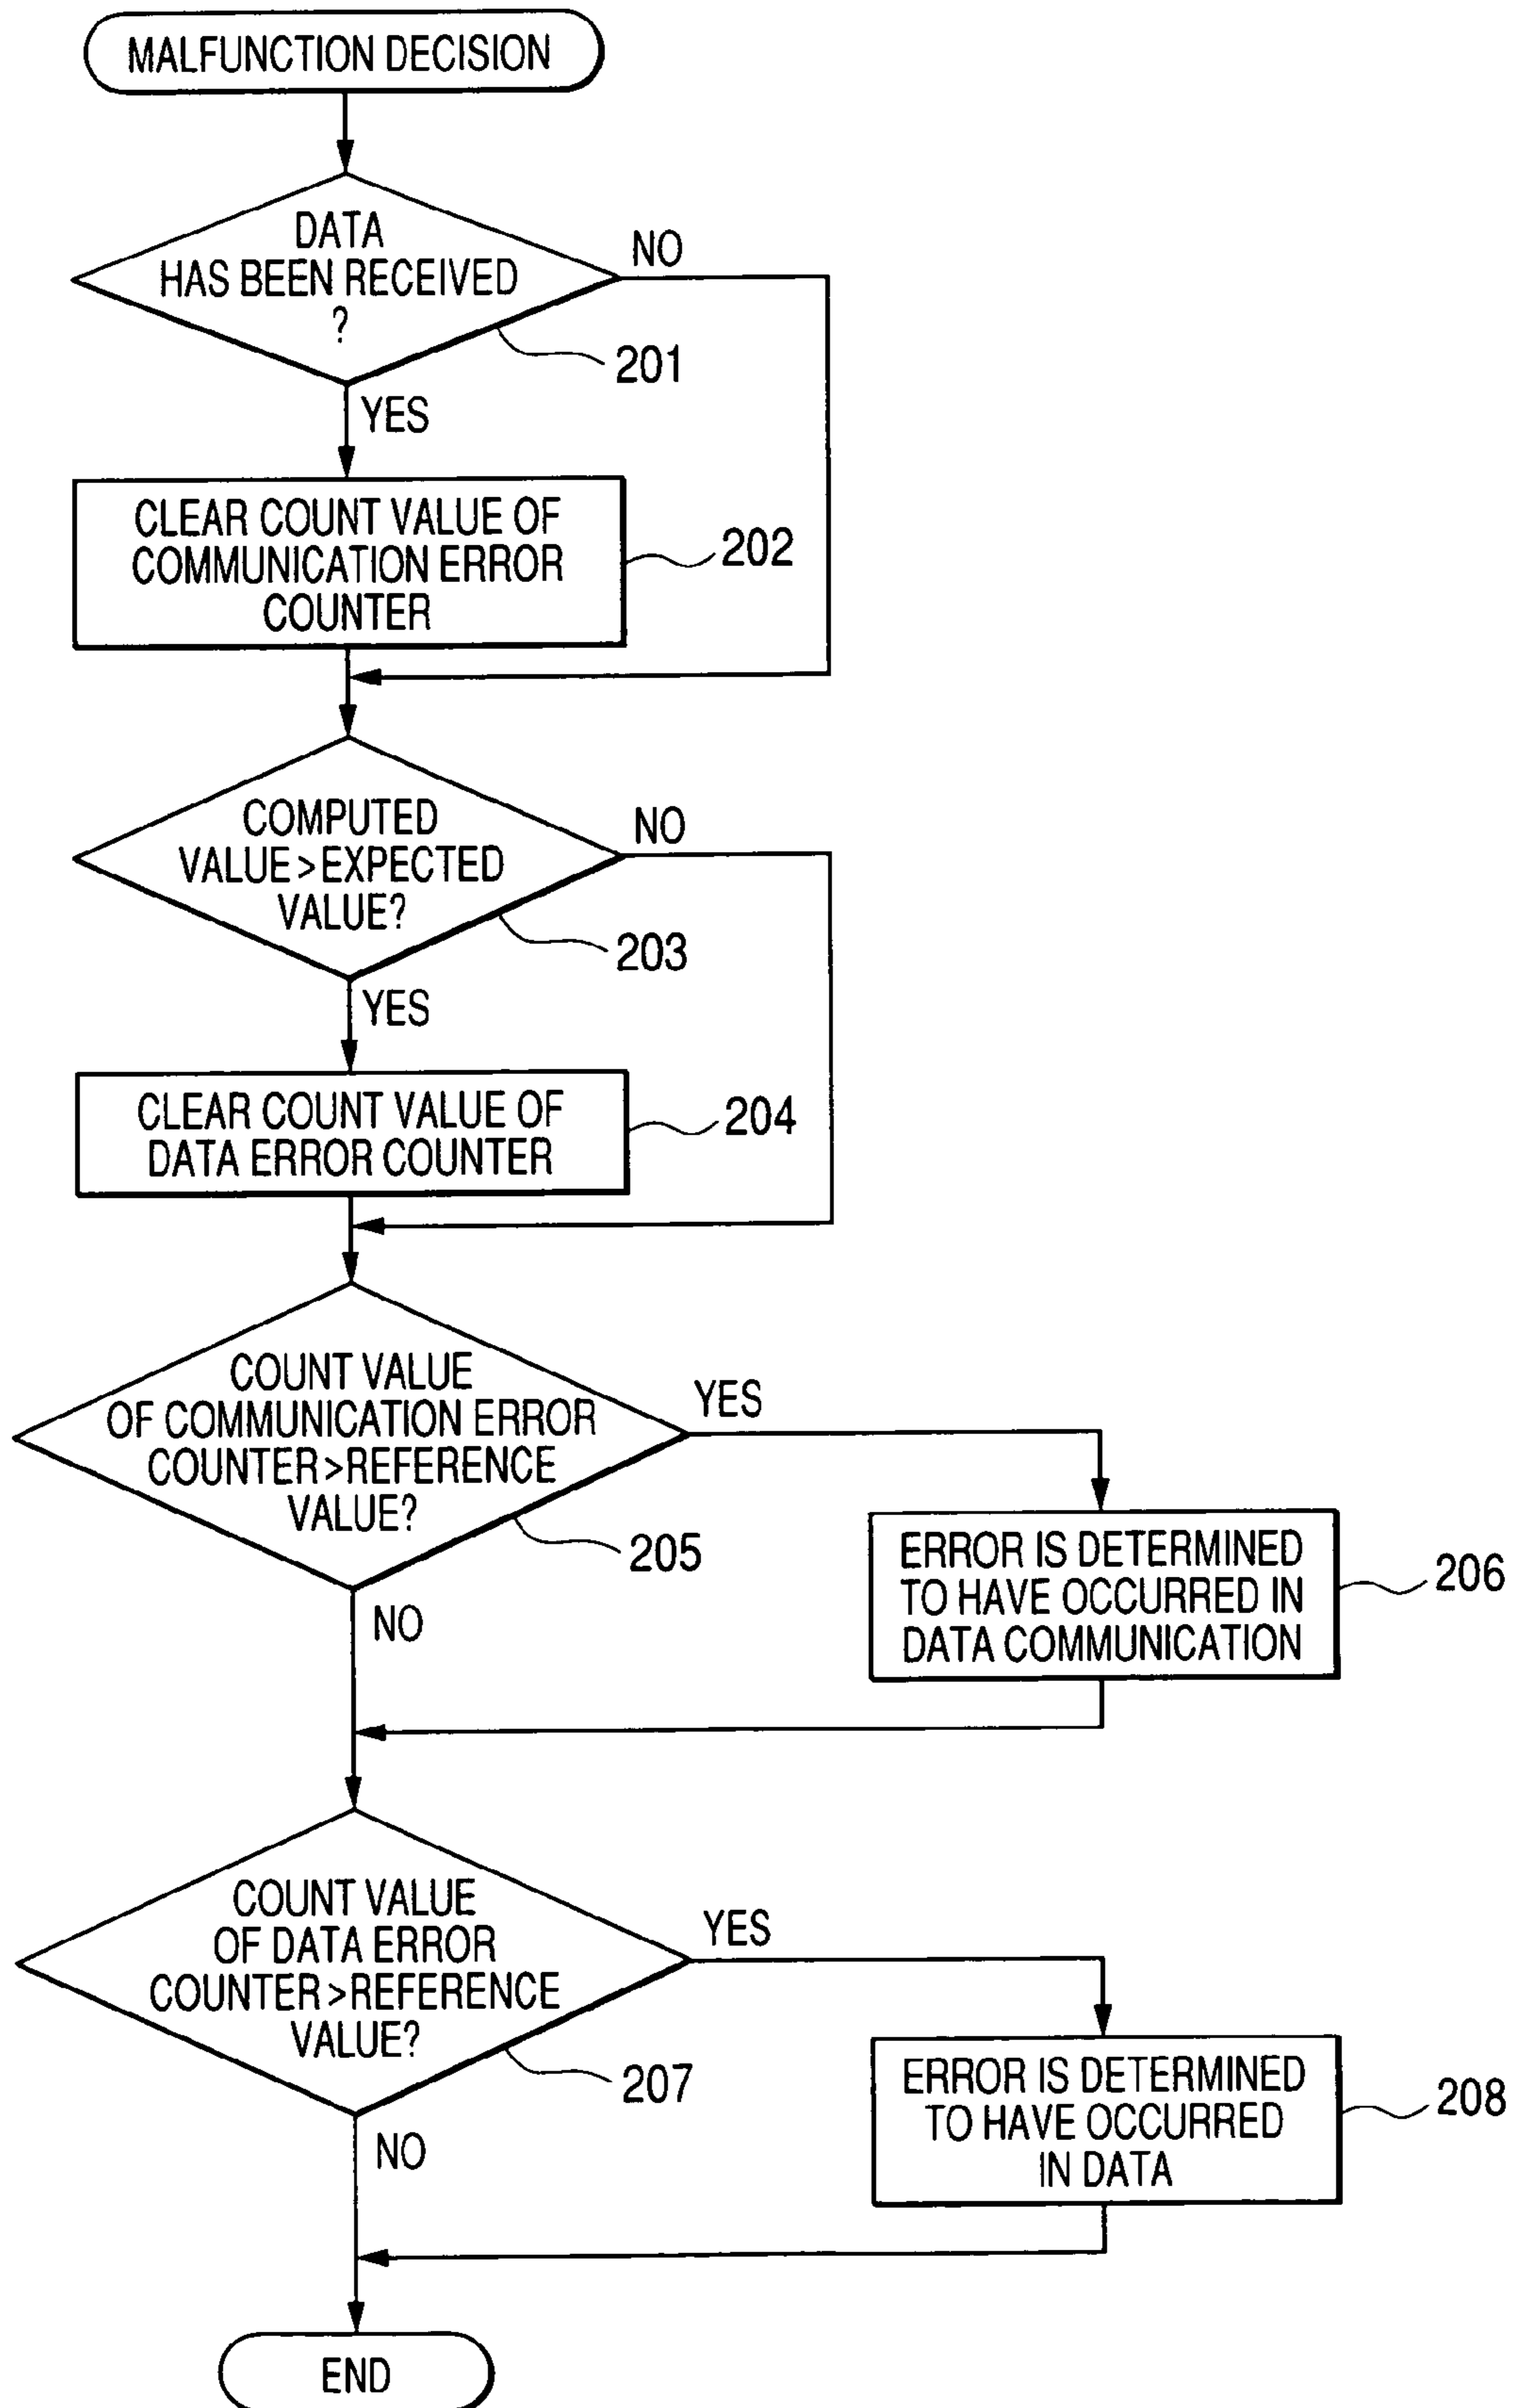 MALFUNCTION DECISION
DATA
HAS BEEN RECEIVED
?
NO
201
YES
CLEAR COUNT VALUE OF
COMMUNICATION ERROR
COUNTER
202
COMPUTED
VALUE>EXPECTED
VALUE?
NO
203
YES
CLEAR COUNT VALUE OF
DATA ERROR COUNTER
204
COUNT VALUE
OF COMMUNICATION ERROR
COUNTER>REFERENCE
VALUE?
YES
205
NO
ERROR IS DETERMINED
TO HAVE OCCURRED IN
DATA COMMUNICATION
206
COUNT VALUE
OF DATA ERROR
COUNTER>REFERENCE
VALUE?
YES
207
NO
ERROR IS DETERMINED
TO HAVE OCCURRED
IN DATA
208
END